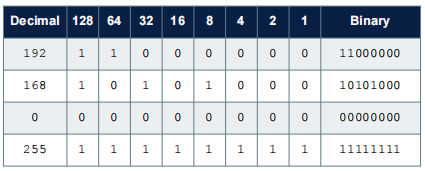 Decimal 128 64 32 16 8 4 2 1 Binary
192 1 1 0 0 0 0 0 0 11000000
168 1 0 1 0 1 0 0 0 10101000
0 0 0 0 0 0 0 0 0 00000000
255 1 1 1 1 1 1 1 1 11111111